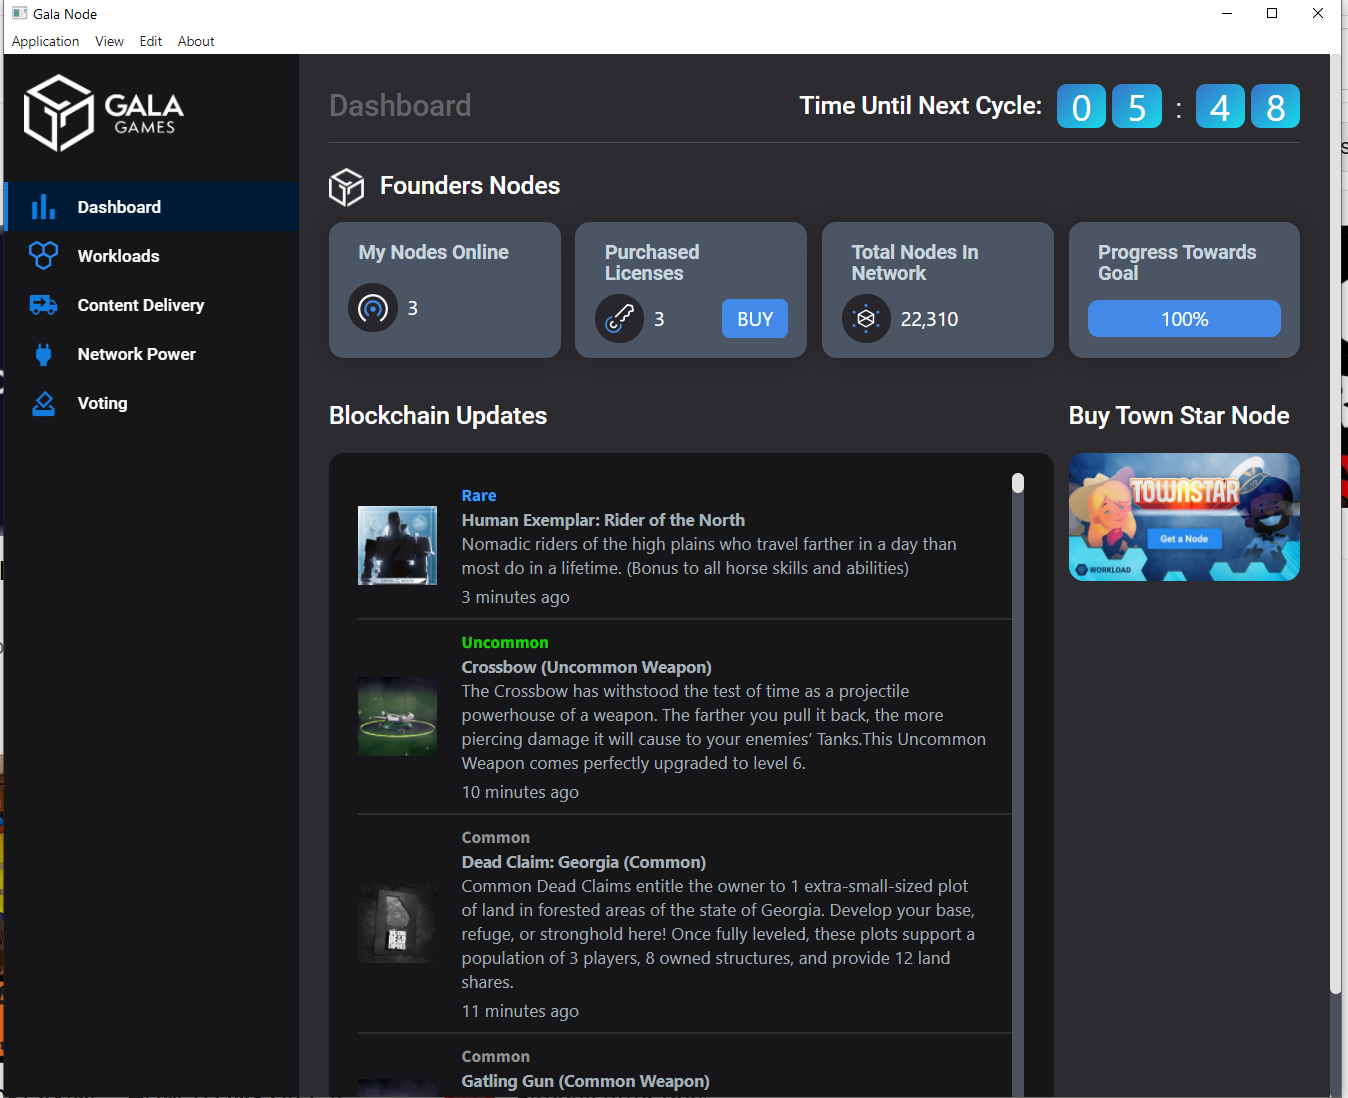 Gala Node
Application View Edit About
GALA
GAMES
Dashboard
Time Until Next Cycle: 0 5 : 4 8
Dashboard
Workloads
Content Delivery
Network Power
Voting
Founders Nodes
My Nodes Online
3
Purchased
Licenses
3
BUY
Total Nodes In
Network
22,310
Progress Towards
Goal
100%
Blockchain Updates
Rare
Human Exemplar: Rider of the North
Nomadic riders of the high plains who travel farther in a day than
most do in a lifetime. (Bonus to all horse skills and abilities)
3 minutes ago
Uncommon
Crossbow (Uncommon Weapon)
The Crossbow has withstood the test of time as a projectile
powerhouse of a weapon. The farther you pull it back, the more
piercing damage it will cause to your enemies’ Tanks.This Uncommon
Weapon comes perfectly upgraded to level 6.
10 minutes ago
Common
Dead Claim: Georgia (Common)
Common Dead Claims entitle the owner to 1 extra-small-sized plot
of land in forested areas of the state of Georgia. Develop your base,
refuge, or stronghold here! Once fully leveled, these plots support a
population of 3 players, 8 owned structures, and provide 12 land
shares.
11 minutes ago
Common
Gatling Gun (Common Weapon)
Buy Town Star Node
TOWNSTAR
Get a Node
WORKLOAD